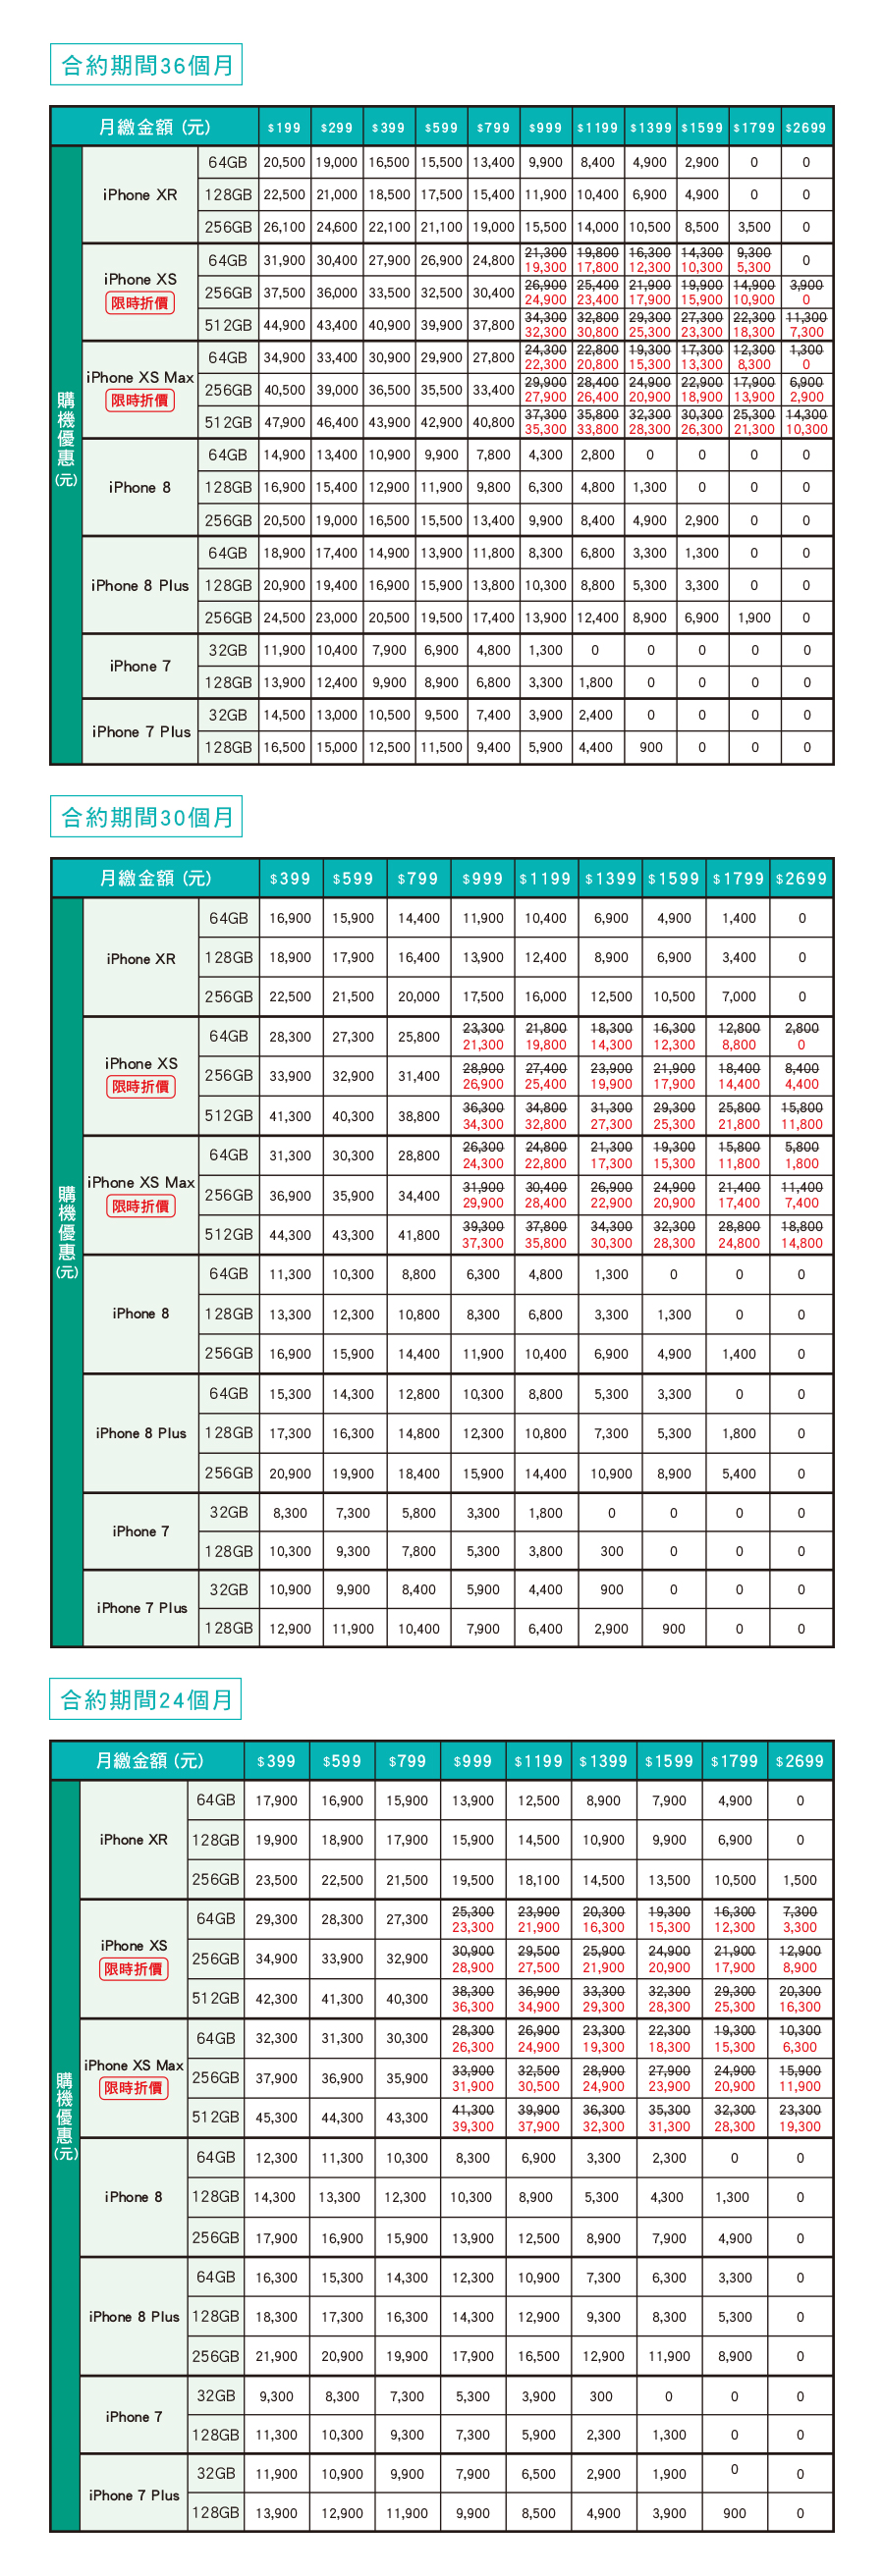 合約期間36個月
月繳金額 (元) $199 $299 $399 $599 $799 $999 $1199 $1399 $1599 $1799 $2699
購機優惠(元)
iPhone XR
64GB 20,500 19,000 16,500 15,500 13,400 9,900 8,400 4,900 2,900 0 0
128GB 22,500 21,000 18,500 17,500 15,400 11,900 10,400 6,900 4,900 0 0
256GB 26,100 24,600 22,100 21,100 19,000 15,500 14,000 10,500 8,500 3,500 0
iPhone XS
限時折價
64GB 31,900 30,400 27,900 26,900 24,800 21,300 19,800 16,300 14,300 9,300 0
19,300 17,800 12,300 10,300 5,300
256GB 37,500 36,000 33,500 32,500 30,400 26,900 25,400 21,900 19,900 14,900 3,900
24,900 23,400 17,900 15,900 10,900 0
512GB 44,900 43,400 40,900 39,900 37,800 34,300 32,800 29,300 27,300 22,300 11,300
32,300 30,800 25,300 23,300 18,300 7,300
iPhone XS Max
限時折價
64GB 34,900 33,400 30,900 29,900 27,800 24,300 22,800 19,300 17,300 12,300 1,300
22,300 20,800 15,300 13,300 8,300 0
256GB 40,500 39,000 36,500 35,500 33,400 29,900 28,400 24,900 22,900 17,900 6,900
27,900 26,400 20,900 18,900 13,900 2,900
512GB 47,900 46,400 43,900 42,900 40,800 37,300 35,800 32,300 30,300 25,300 14,300
35,300 33,800 28,300 26,300 21,300 10,300
iPhone 8
64GB 14,900 13,400 10,900 9,900 7,800 4,300 2,800 0 0 0 0
128GB 16,900 15,400 12,900 11,900 9,800 6,300 4,800 1,300 0 0 0
256GB 20,500 19,000 16,500 15,500 13,400 9,900 8,400 4,900 2,900 0 0
iPhone 8 Plus
64GB 18,900 17,400 14,900 13,900 11,800 8,300 6,800 3,300 1,300 0 0
128GB 20,900 19,400 16,900 15,900 13,800 10,300 8,800 5,300 3,300 0 0
256GB 24,500 23,000 20,500 19,500 17,400 13,900 12,400 8,900 6,900 1,900 0
iPhone 7
32GB 11,900 10,400 7,900 6,900 4,800 1,300 0 0 0 0 0
128GB 13,900 12,400 9,900 8,900 6,800 3,300 1,800 0 0 0 0
iPhone 7 Plus
32GB 14,500 13,000 10,500 9,500 7,400 3,900 2,400 0 0 0 0
128GB 16,500 15,000 12,500 11,500 9,400 5,900 4,400 900 0 0 0
合約期間30個月
月繳金額 (元) $399 $599 $799 $999 $1199 $1399 $1599 $1799 $2699
購機優惠(元)
iPhone XR
64GB 16,900 15,900 14,400 11,900 10,400 6,900 4,900 1,400 0
128GB 18,900 17,900 16,400 13,900 12,400 8,900 6,900 3,400 0
256GB 22,500 21,500 20,000 17,500 16,000 12,500 10,500 7,000 0
iPhone XS
限時折價
64GB 28,300 27,300 25,800 23,300 21,800 18,300 16,300 12,800 2,800
21,300 19,800 14,300 12,300 8,800 0
256GB 33,900 32,900 31,400 28,900 27,400 23,900 21,900 18,400 8,400
26,900 25,400 19,900 17,900 14,400 4,400
512GB 41,300 40,300 38,800 36,300 34,800 31,300 29,300 25,800 15,800
34,300 32,800 27,300 25,300 21,800 11,800
iPhone XS Max
限時折價
64GB 31,300 30,300 28,800 26,300 24,800 21,300 19,300 15,800 5,800
24,300 22,800 17,300 15,300 11,800 1,800
256GB 36,900 35,900 34,400 31,900 30,400 26,900 24,900 21,400 11,400
29,900 28,400 22,900 20,900 17,400 7,400
512GB 44,300 43,300 41,800 39,300 37,800 34,300 32,300 28,800 18,800
37,300 35,800 30,300 28,300 24,800 14,800
iPhone 8
64GB 11,300 10,300 8,800 6,300 4,800 1,300 0 0 0
128GB 13,300 12,300 10,800 8,300 6,800 3,300 1,300 0 0
256GB 16,900 15,900 14,400 11,900 10,400 6,900 4,900 1,400 0
iPhone 8 Plus
64GB 15,300 14,300 12,800 10,300 8,800 5,300 3,300 0 0
128GB 17,300 16,300 14,800 12,300 10,800 7,300 5,300 1,800 0
256GB 20,900 19,900 18,400 15,900 14,400 10,900 8,900 5,400 0
iPhone 7
32GB 8,300 7,300 5,800 3,300 1,800 0 0 0 0
128GB 10,300 9,300 7,800 5,300 3,800 300 0 0 0
iPhone 7 Plus
32GB 10,900 9,900 8,400 5,900 4,400 900 0 0 0
128GB 12,900 11,900 10,400 7,900 6,400 2,900 900 0 0
合約期間24個月
月繳金額 (元) $399 $599 $799 $999 $1199 $1399 $1599 $1799 $2699
購機優惠(元)
iPhone XR
64GB 17,900 16,900 15,900 13,900 12,500 8,900 7,900 4,900 0
128GB 19,900 18,900 17,900 15,900 14,500 10,900 9,900 6,900 0
256GB 23,500 22,500 21,500 19,500 18,100 14,500 13,500 10,500 1,500
iPhone XS
限時折價
64GB 29,300 28,300 27,300 25,300 23,900 20,300 19,300 16,300 7,300
23,300 21,900 16,300 15,300 12,300 3,300
256GB 34,900 33,900 32,900 30,900 29,500 25,900 24,900 21,900 12,900
28,900 27,500 21,900 20,900 17,900 8,900
512GB 42,300 41,300 40,300 38,300 36,900 33,300 32,300 29,300 20,300
36,300 34,900 29,300 28,300 25,300 16,300
iPhone XS Max
限時折價
64GB 32,300 31,300 30,300 28,300 26,900 23,300 22,300 19,300 10,300
26,300 24,900 19,300 18,300 15,300 6,300
256GB 37,900 36,900 35,900 33,900 32,500 28,900 27,900 24,900 15,900
31,900 30,500 24,900 23,900 20,900 11,900
512GB 45,300 44,300 43,300 41,300 39,900 36,300 35,300 32,300 23,300
39,300 37,900 32,300 31,300 28,300 19,300
iPhone 8
64GB 12,300 11,300 10,300 8,300 6,900 3,300 2,300 0 0
128GB 14,300 13,300 12,300 10,300 8,900 5,300 4,300 1,300 0
256GB 17,900 16,900 15,900 13,900 12,500 8,900 7,900 4,900 0
iPhone 8 Plus
64GB 16,300 15,300 14,300 12,300 10,900 7,300 6,300 3,300 0
128GB 18,300 17,300 16,300 14,300 12,900 9,300 8,300 5,300 0
256GB 21,900 20,900 19,900 17,900 16,500 12,900 11,900 8,900 0
iPhone 7
32GB 9,300 8,300 7,300 5,300 3,900 300 0 0 0
128GB 11,300 10,300 9,300 7,300 5,900 2,300 1,300 0 0
iPhone 7 Plus
32GB 11,900 10,900 9,900 7,900 6,500 2,900 1,900 0 0
128GB 13,900 12,900 11,900 9,900 8,500 4,900 3,900 900 0